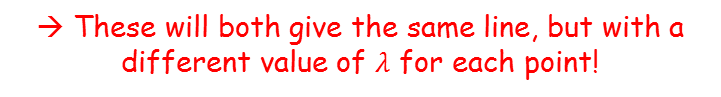 → These will both give the same line, but with a
different value of 𝜆 for each point!